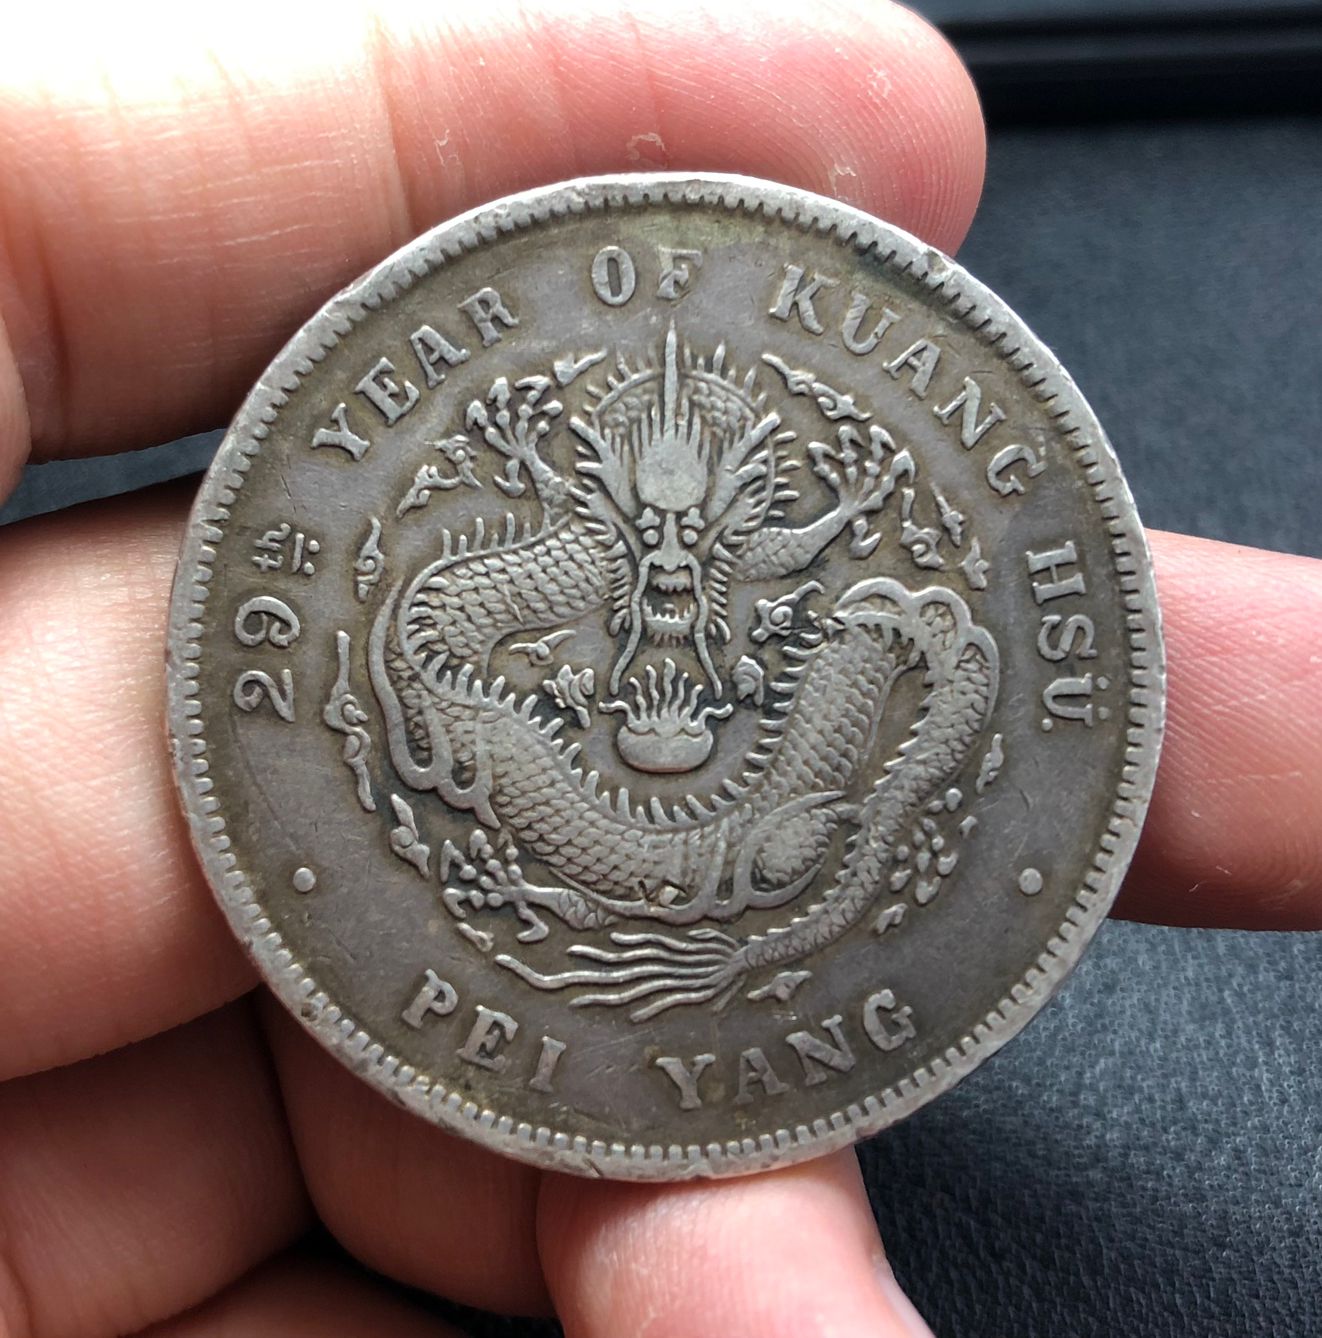 29th YEAR OF KUANG HSÜ.
PEI YANG